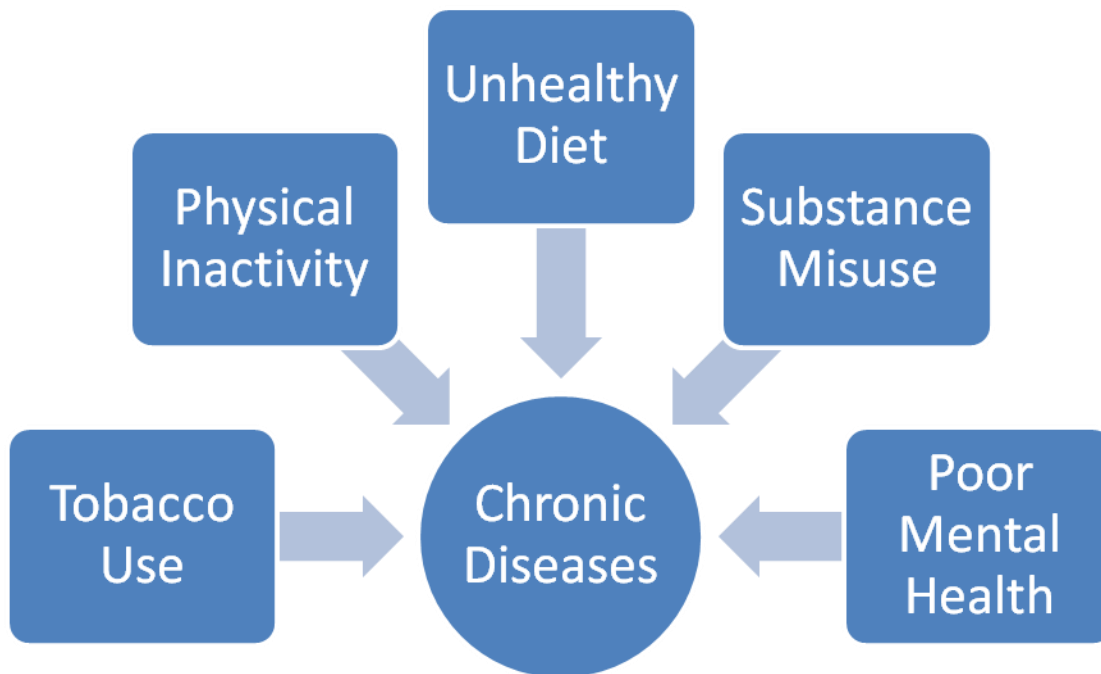 Unhealthy
Diet
Physical
Inactivity
Substance
Misuse
Tobacco
Use
Chronic
Diseases
Poor
Mental
Health